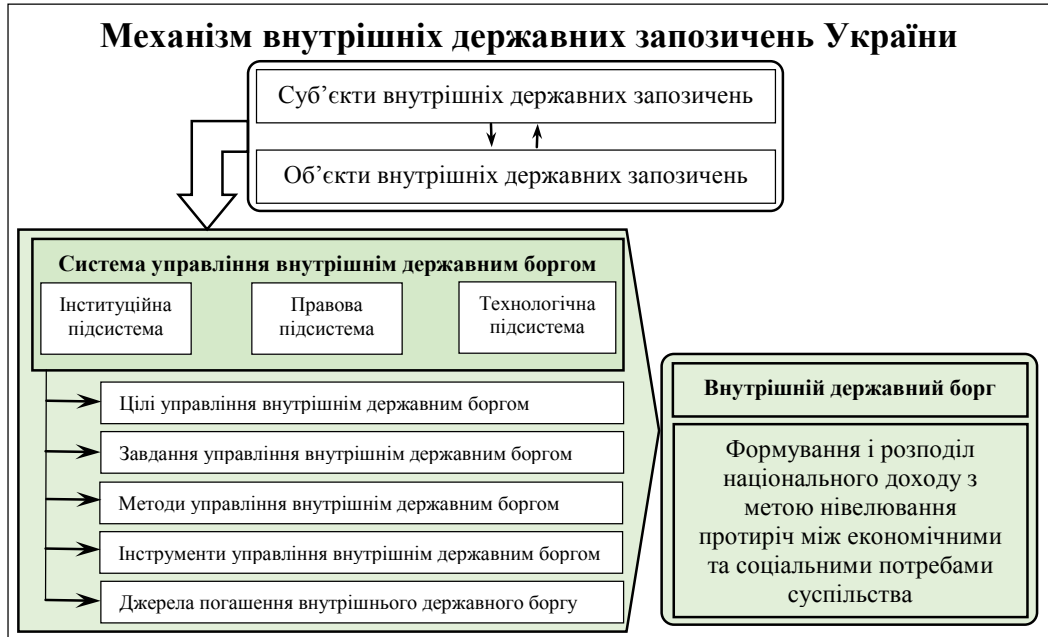 Механізм внутрішніх державних запозичень України
Суб’єкти внутрішніх державних запозичень
Об’єкти внутрішніх державних запозичень
Система управління внутрішнім державним боргом
Інституційна
підсистема
Правова
підсистема
Технологічна
підсистема
Цілі управління внутрішнім державним боргом
Завдання управління внутрішнім державним боргом
Методи управління внутрішнім державним боргом
Інструменти управління внутрішнім державним боргом
Джерела погашення внутрішнього державного боргу
Внутрішній державний борг
Формування і розподіл
національного доходу з
метою нівелювання
протиріч між економічними
та соціальними потребами
суспільства